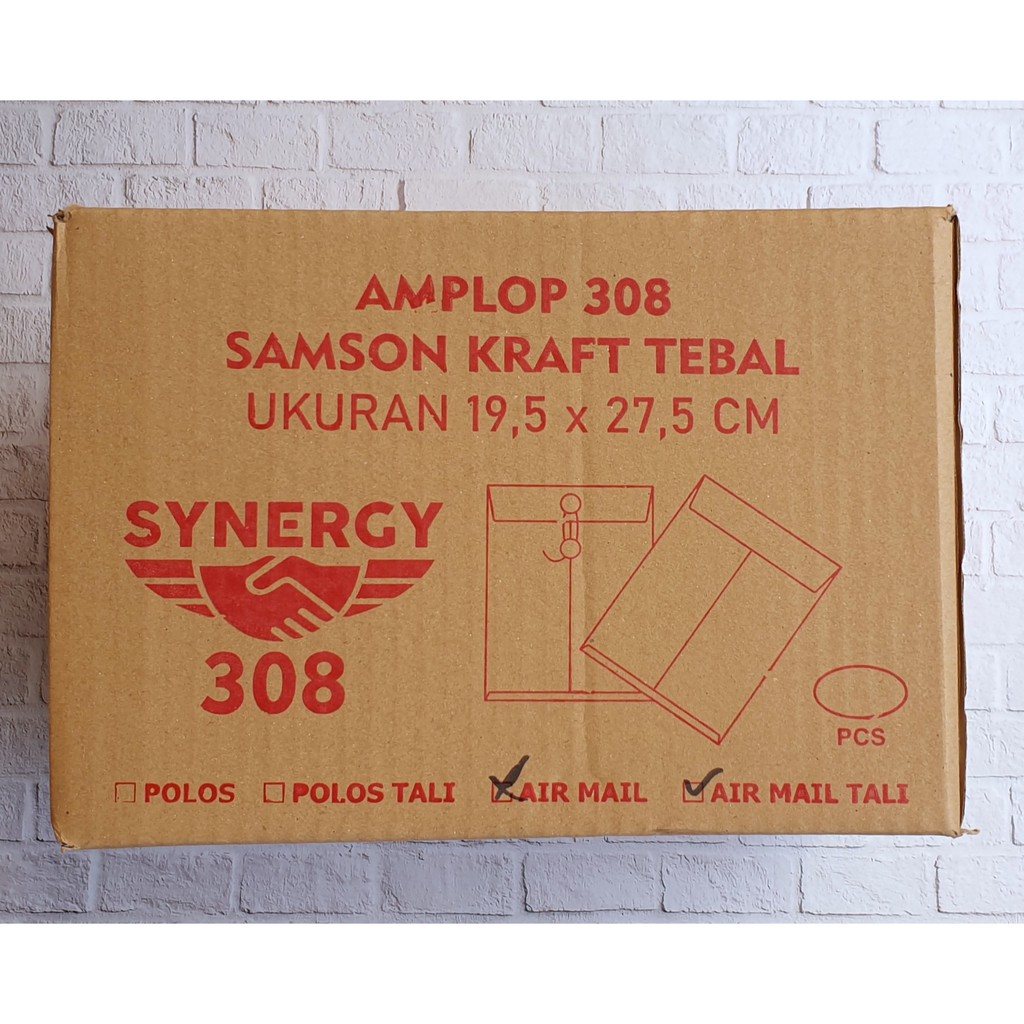 AMPLOP 308
SAMSON KRAFT TEBAL
UKURAN 19,5 x 27,5 CM
SYNERGY
308
PCS
POLOS POLOS TALI AIR MAIL AIR MAIL TALI